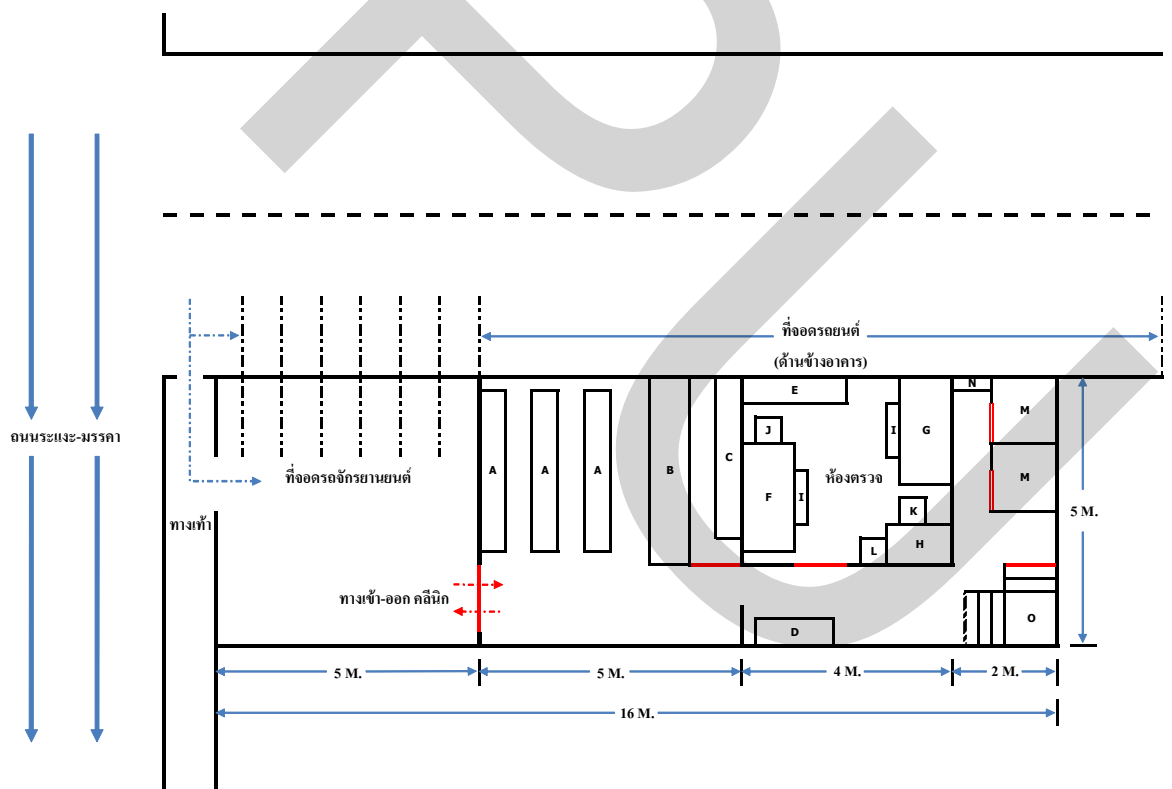 ที่จอดรถยนต์
(ด้านข้างอาคาร)
E
N
M
J
I
G
ถนนระแงะ-มรรคา
A
A
A
B
C
ห้องตรวจ
ที่จอดรถจักรยานยนต์
F
I
M
K
5 M.
ทางเท้า
L
H
ทางเข้า-ออก คลีนิก
D
O
5 M.
5 M.
4 M.
2 M.
16 M.